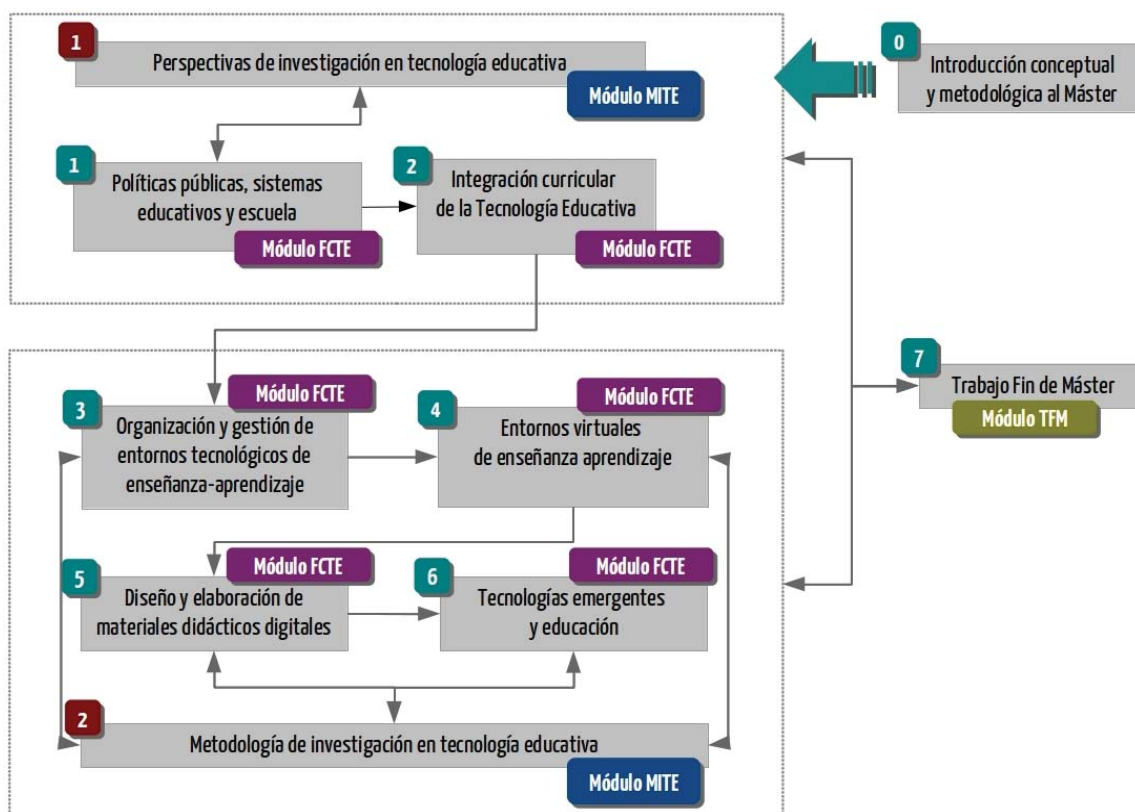 1
Perspectivas de investigación en tecnología educativa
Módulo MITE
0
Introducción conceptual
y metodológica al Máster
1
Políticas públicas, sistemas
educativos y escuela
Módulo FCTE
2
Integración curricular
de la Tecnología Educativa
Módulo FCTE
7
Trabajo Fin de Máster
Módulo TFM
3
Módulo FCTE
Organización y gestión de
entornos tecnológicos de
enseñanza-aprendizaje
4
Módulo FCTE
Entornos virtuales
de enseñanza aprendizaje
5
Módulo FCTE
Diseño y elaboración de
materiales didácticos digitales
6
Módulo FCTE
Tecnologías emergentes
y educación
2
Metodología de investigación en tecnología educativa
Módulo MITE